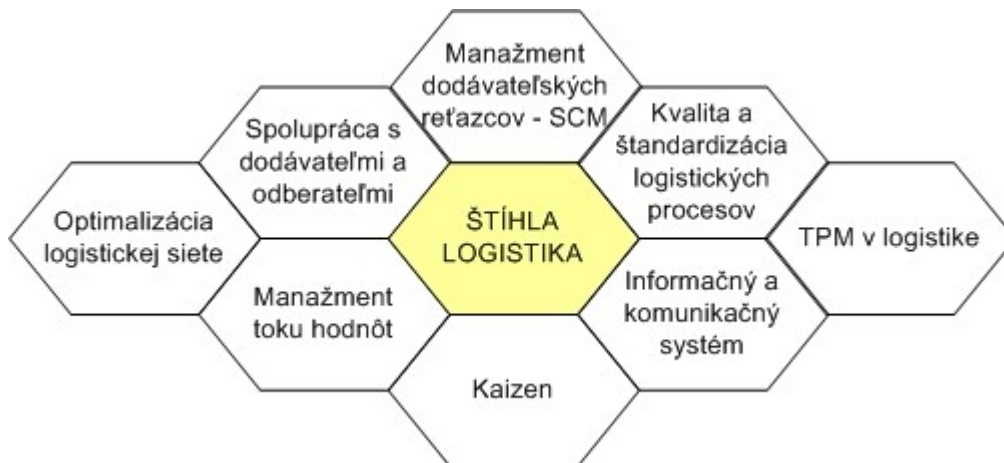 Manažment
dodávateľských
reťazcov - SCM
Spolupráca s
dodávateľmi a
odberateľmi
Kvalita a
štandardizácia
logistických
procesov
Optimalizácia
logistickej siete
ŠTÍHLA
LOGISTIKA
TPM v logistike
Manažment
toku hodnôt
Informačný a
komunikačný
systém
Kaizen